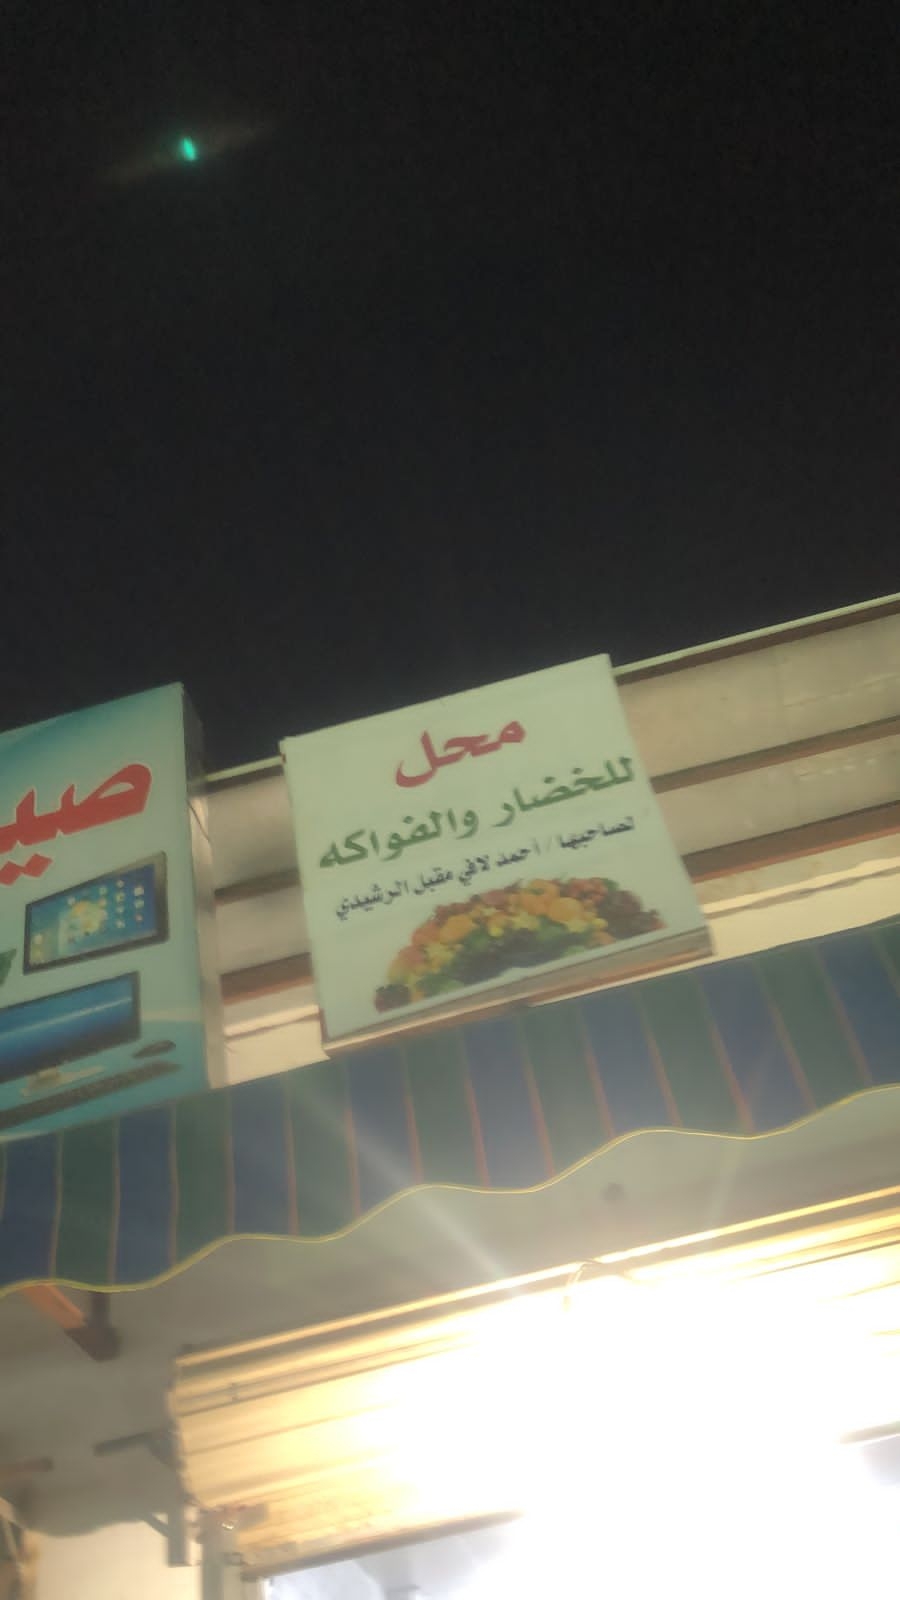 محل
للخضار والفواكه
لصاحبها / أحمد لافي مقبل الرشيدي